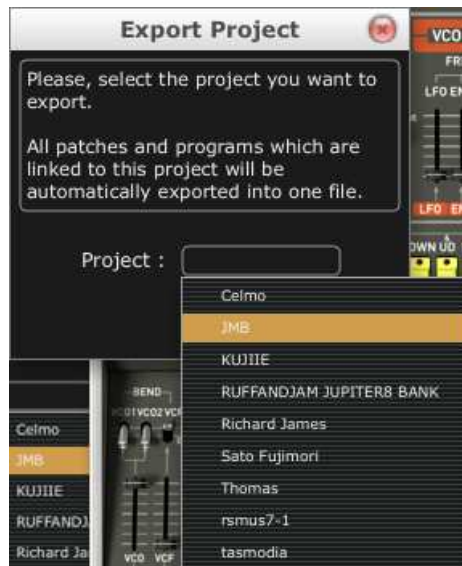 Export Project
Please, select the project you want to
export.
All patches and programs which are
linked to this project will be
automatically exported into one file.
Project :
Celmo
JMB
KUJIIE
RUFFANDJAM JUPITER8 BANK
Richard James
Sato Fujimori
Thomas
rsmus7-1
tasmodia
VCO
LFO
LFO
BEND
VCO2
VCO VCF
Celmo
JMB
KUJIIE
Richard